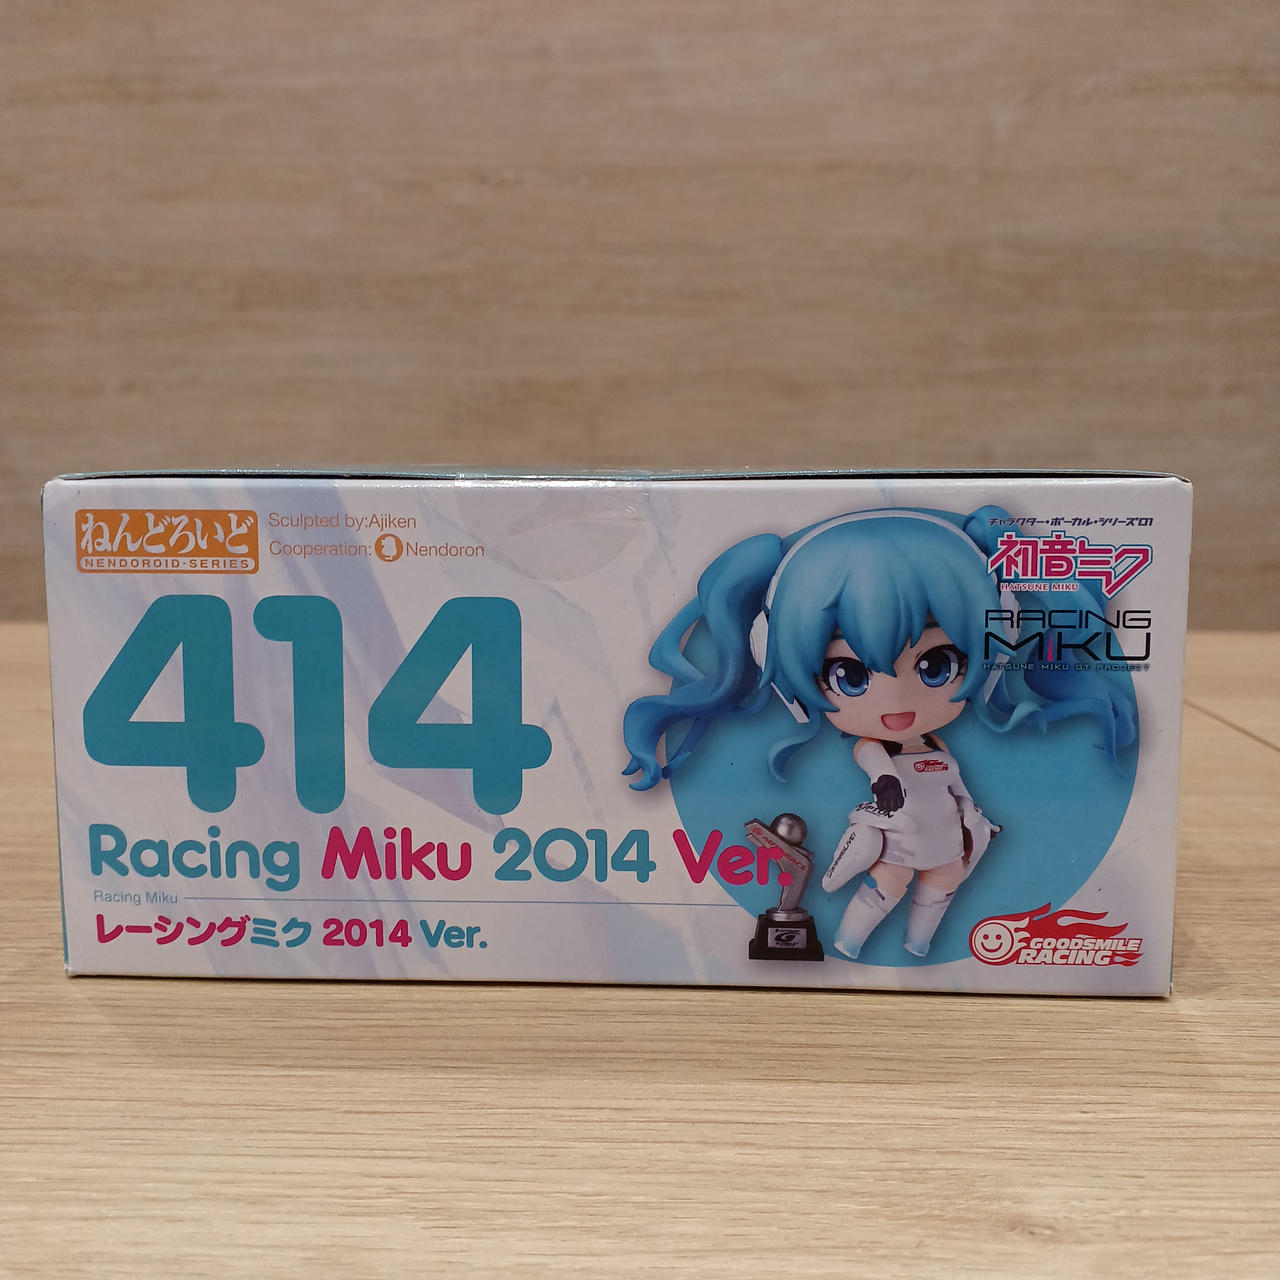 ねんどろいど
NENDOROID·SERIES
Sculpted by:Ajiken
Cooperation: Nendoron
414
Racing Miku 2014 Ver.
Racing Miku
レーシングミク 2014 Ver.
キャラクター・ボーカル・シリーズ01
初音ミク
HATSUNE MIKU
RACING
MIKU
HATSUNE MIKU GT PROJECT
GOODSMILE
RACING